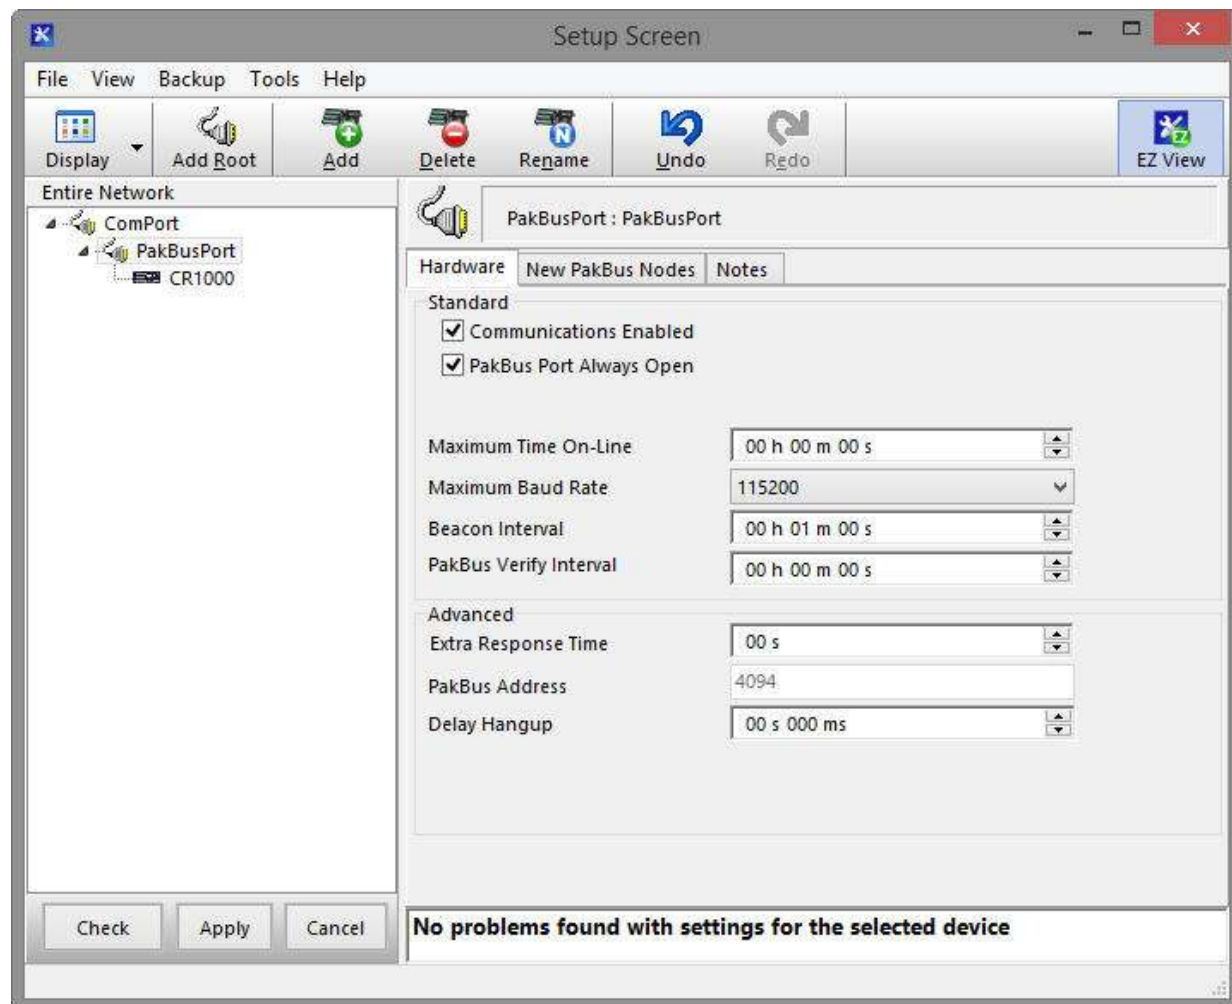 Setup Screen
File View Backup Tools Help
Display Add Root Add Delete Rename Undo Redo EZ View
Entire Network
ComPort
PakBusPort
CR1000
PakBusPort : PakBusPort
Hardware New PakBus Nodes Notes
Standard
Communications Enabled
PakBus Port Always Open
Maximum Time On-Line 00 h 00 m 00 s
Maximum Baud Rate 115200
Beacon Interval 00 h 01 m 00 s
PakBus Verify Interval 00 h 00 m 00 s
Advanced
Extra Response Time 00 s
PakBus Address 4094
Delay Hangup 00 s 000 ms
Check Apply Cancel
No problems found with settings for the selected device